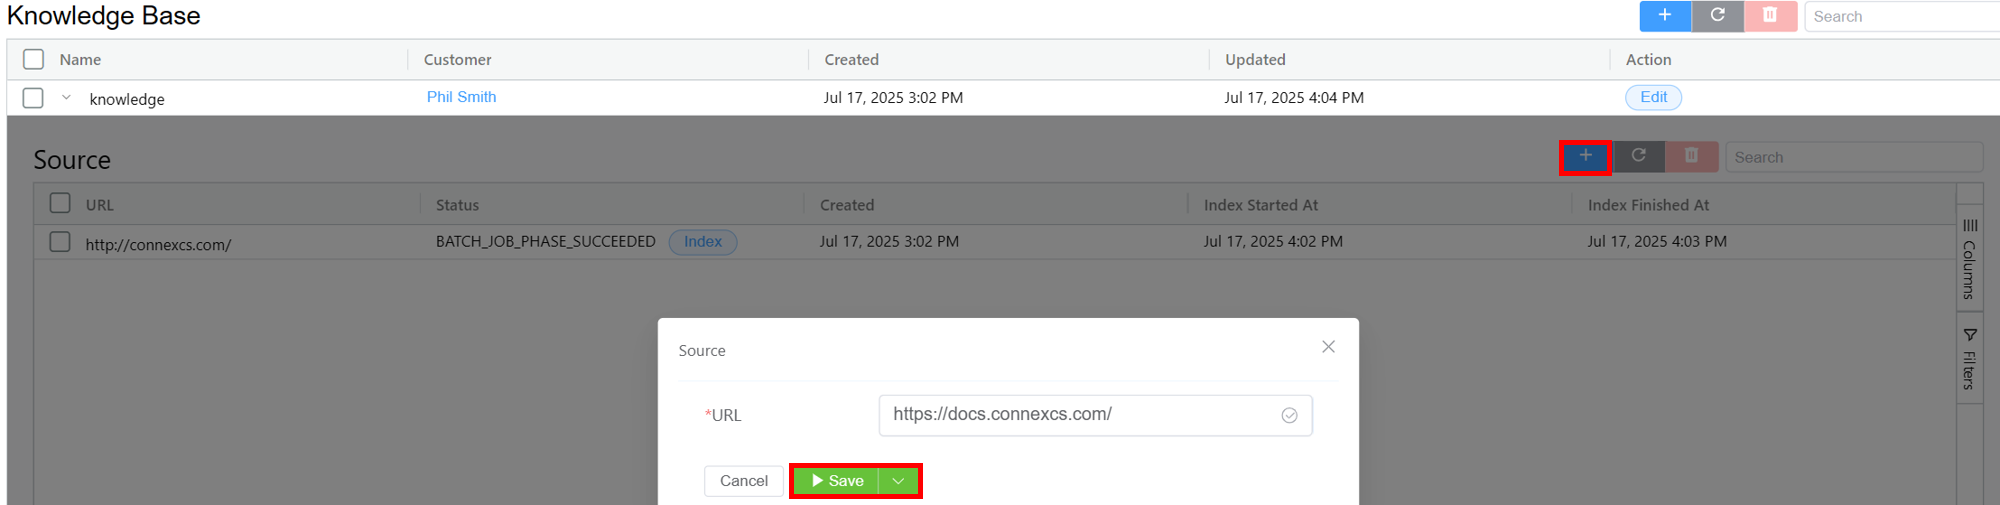 Knowledge Base
Search
Name Customer Created Updated Action
knowledge Phil Smith Jul 17, 2025 3:02 PM Jul 17, 2025 4:04 PM Edit
Source
Search
URL Status Created Index Started At Index Finished At
http://connexcs.com/ BATCH_JOB_PHASE_SUCCEEDED Index Jul 17, 2025 3:02 PM Jul 17, 2025 4:02 PM Jul 17, 2025 4:03 PM
Columns
Filters
Source
*URL https://docs.connexcs.com/
Cancel Save